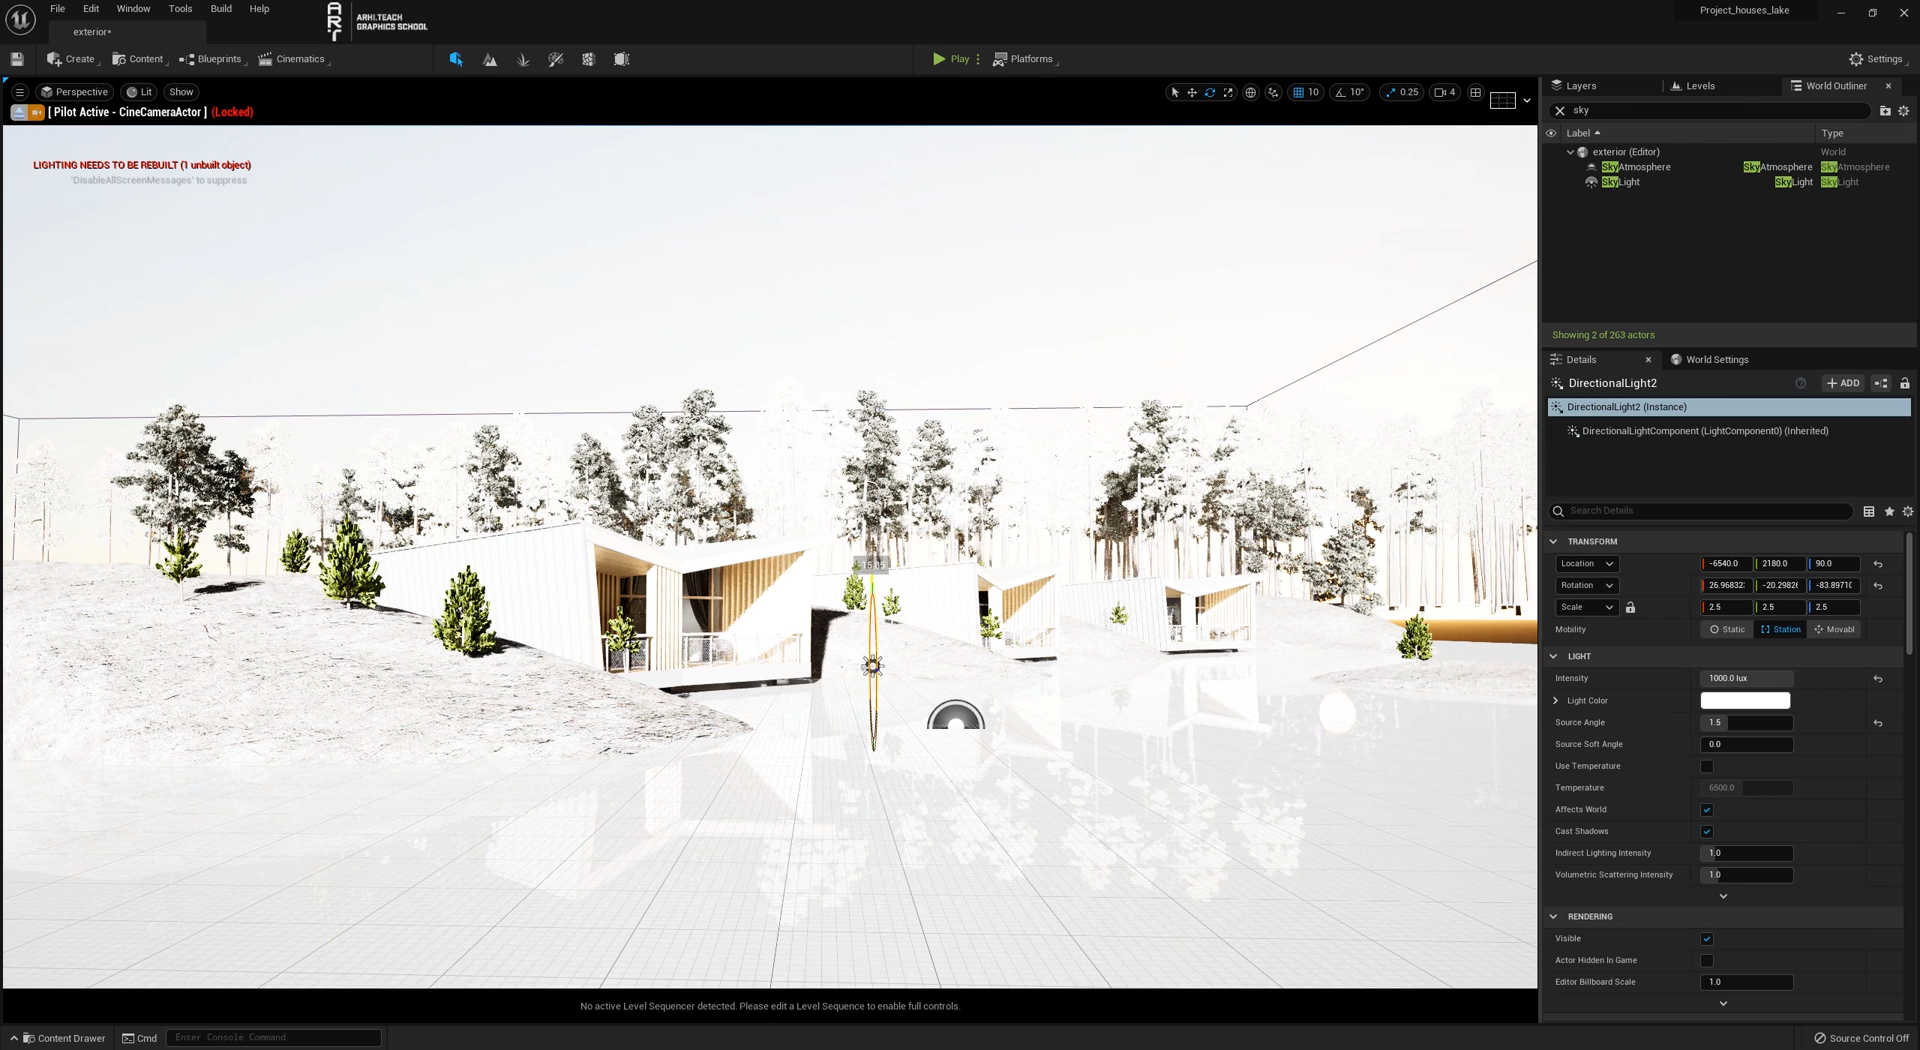 File Edit Window Tools Build Help
ARHI.TEACH
GRAPHICS SCHOOL
Project_houses_lake
exterior•
Create Content Blueprints Cinematics Play Platforms Settings
Perspective Lit Show 10 10° 0.25 4
[ Pilot Active - CineCameraActor ] (Locked)
LIGHTING NEEDS TO BE REBUILT (1 unbuilt object)
'DisableAllScreenMessages' to suppress
No active Level Sequencer detected. Please edit a Level Sequence to enable full controls.
Layers Levels World Outliner
sky
Label Type
exterior (Editor) World
SkyAtmosphere SkyAtmosphere SkyAtmosphere
SkyLight SkyLight SkyLight
Showing 2 of 263 actors
Details World Settings
DirectionalLight2 ADD
DirectionalLight2 (Instance)
DirectionalLightComponent (LightComponent0) (Inherited)
Search Details
TRANSFORM
Location -6540.0 2180.0 90.0
Rotation
Scale 2.5 2.5 2.5
Mobility Static Station Movabl
LIGHT
Intensity 1000.0 lux
Light Color
Source Angle 1.5
Source Soft Angle 0.0
Use Temperature
Temperature 6500.0
Affects World
Cast Shadows
Indirect Lighting Intensity 1.0
Volumetric Scattering Intensity 1.0
RENDERING
Visible
Actor Hidden In Game
Editor Billboard Scale 1.0
Content Drawer Cmd Enter Console Command Source Control Off